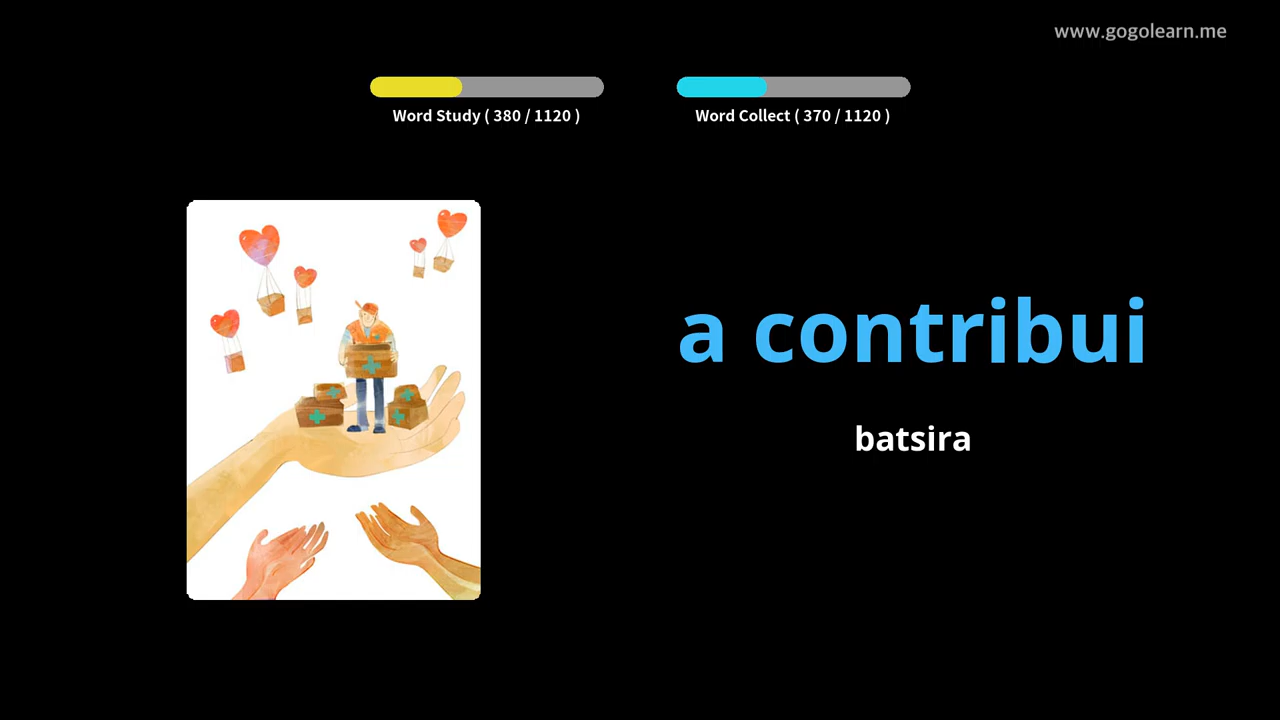 www.gogolearn.me
Word Study ( 380 / 1120 )
Word Collect ( 370 / 1120 )
a contribui
batsira